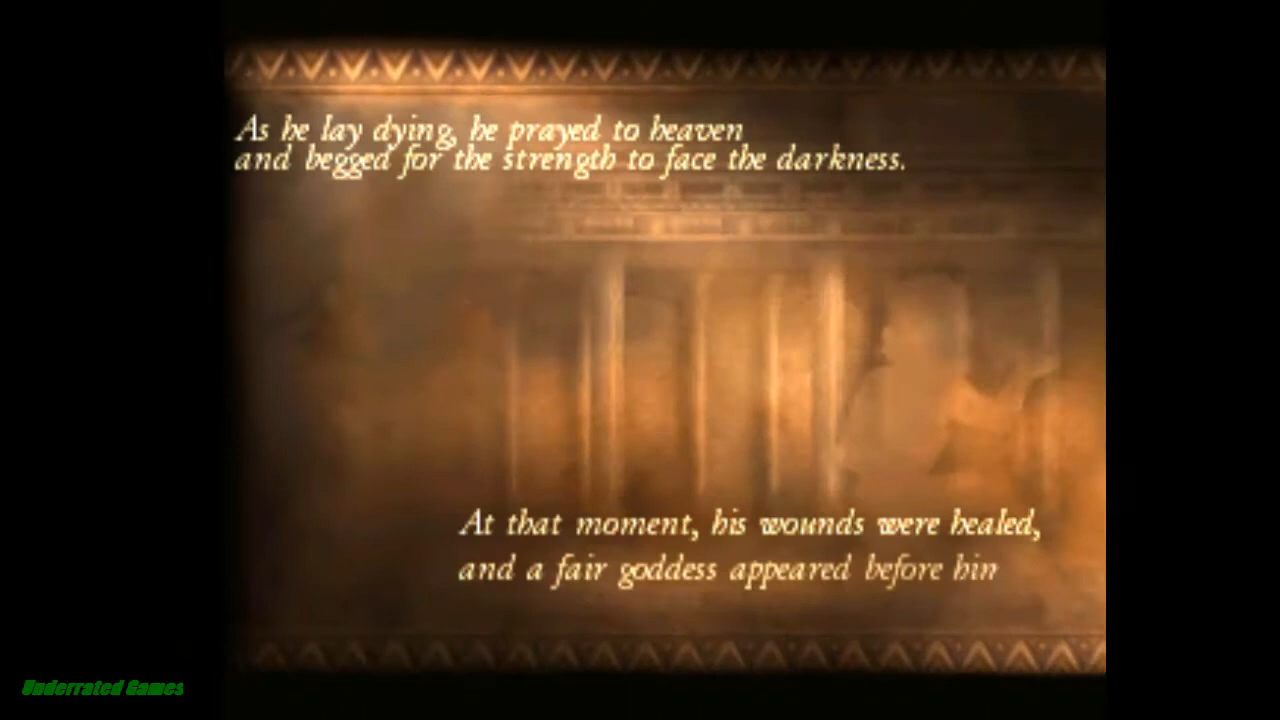 As he lay dying, he prayed to heaven
and begged for the strength to face the darkness.
At that moment, his wounds were healed,
and a fair goddess appeared before hin
Underrated Games